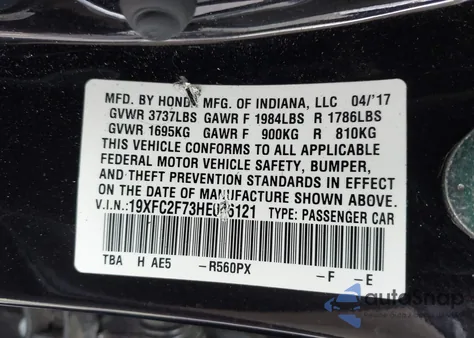 MFD. BY HONDA MFG. OF INDIANA, LLC 04/'17
GVWR 3737LBS GAWR F 1984LBS R 1786LBS
GVWR 1695KG GAWR F 900KG R 810KG
THIS VEHICLE CONFORMS TO ALL APPLICABLE
FEDERAL MOTOR VEHICLE SAFETY, BUMPER,
AND THEFT PREVENTION STANDARDS IN EFFECT
ON THE DATE OF MANUFACTURE SHOWN ABOVE.
V.I.N.: TYPE: PASSENGER CAR
TBA H AE5 -R560PX -F -E
autoSnap